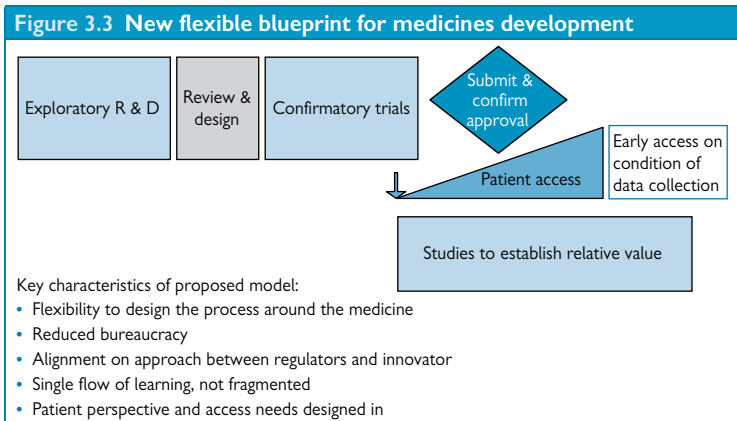 Figure 3.3 New flexible blueprint for medicines development
Exploratory R & D
Review &
design
Confirmatory trials
Submit &
confirm
approval
Patient access
Early access on
condition of
data collection
Studies to establish relative value
Key characteristics of proposed model:
• Flexibility to design the process around the medicine
• Reduced bureaucracy
• Alignment on approach between regulators and innovator
• Single flow of learning, not fragmented
• Patient perspective and access needs designed in